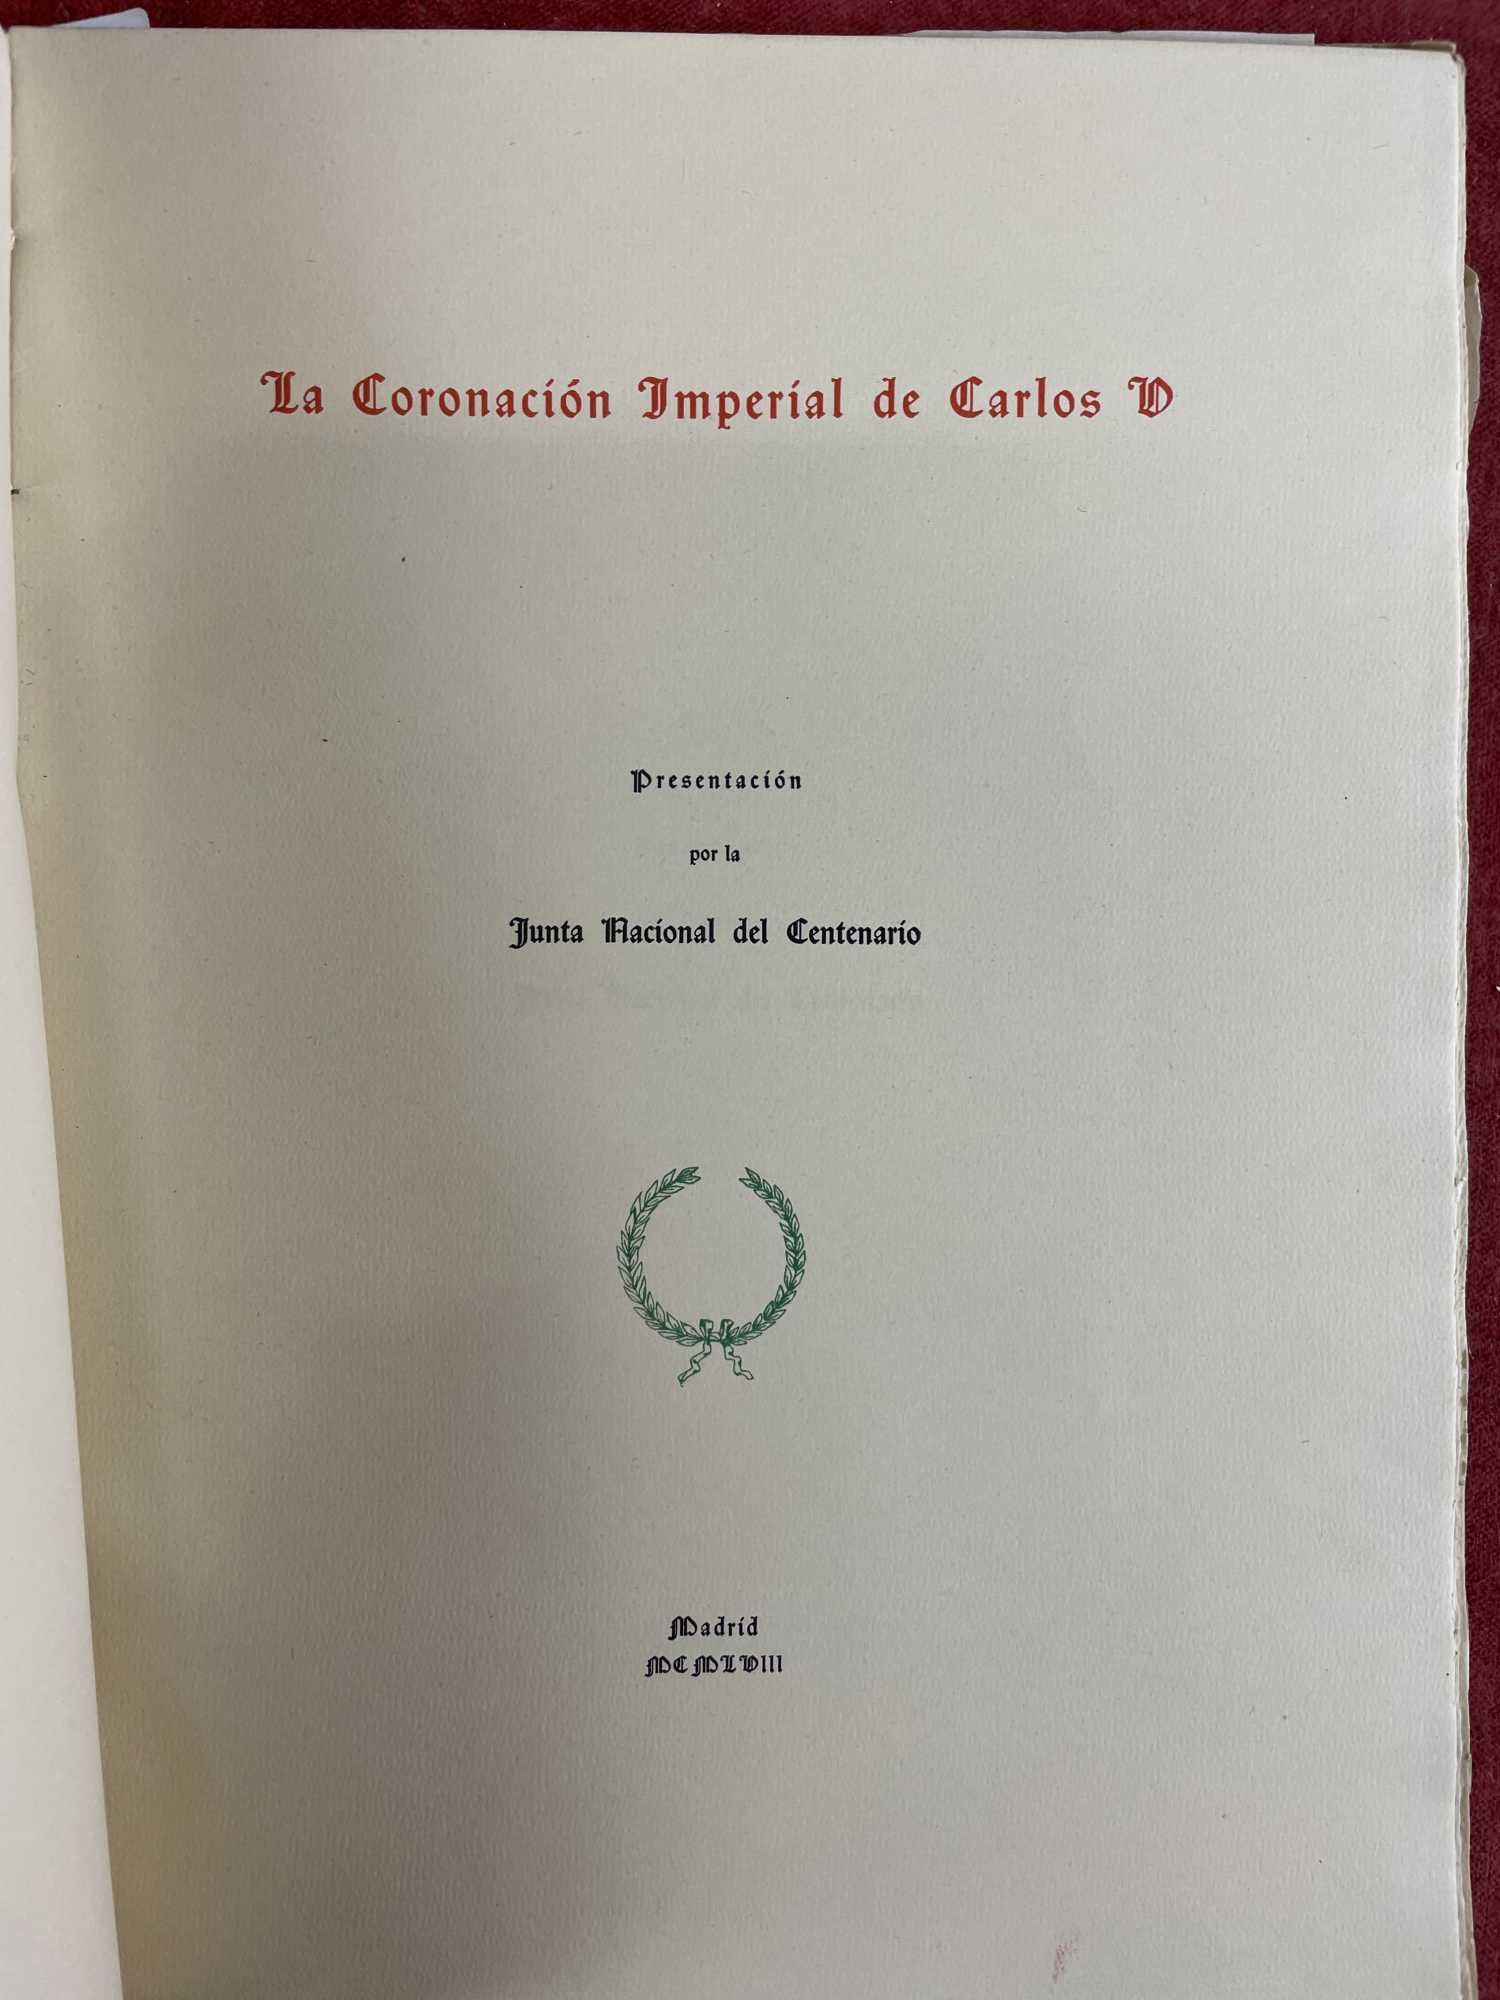 La Coronación Imperial de Carlos V
Presentación
por la
Junta Nacional del Centenario
Madrid
MCMLVIII